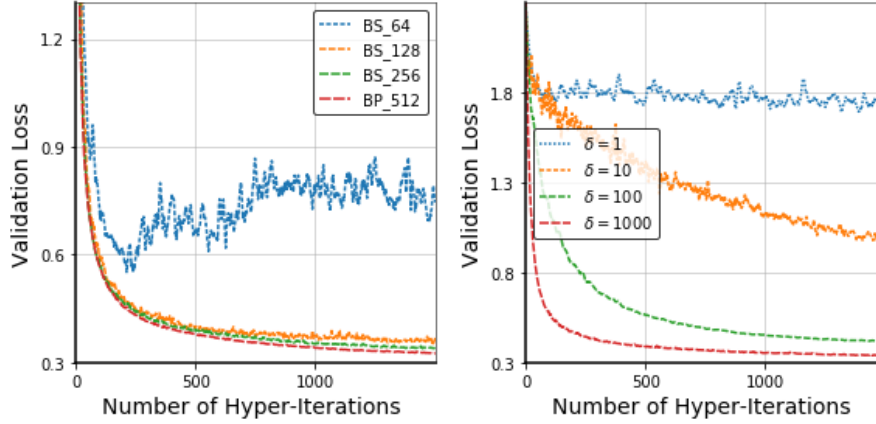 1.2
0.9
0.6
0.3
Validation Loss
0
500
1000
Number of Hyper-Iterations
BS_64
BS_128
BS_256
BP_512
1.8
1.3
0.8
0.3
Validation Loss
0
500
1000
Number of Hyper-Iterations
δ = 1
δ = 10
δ = 100
δ = 1000